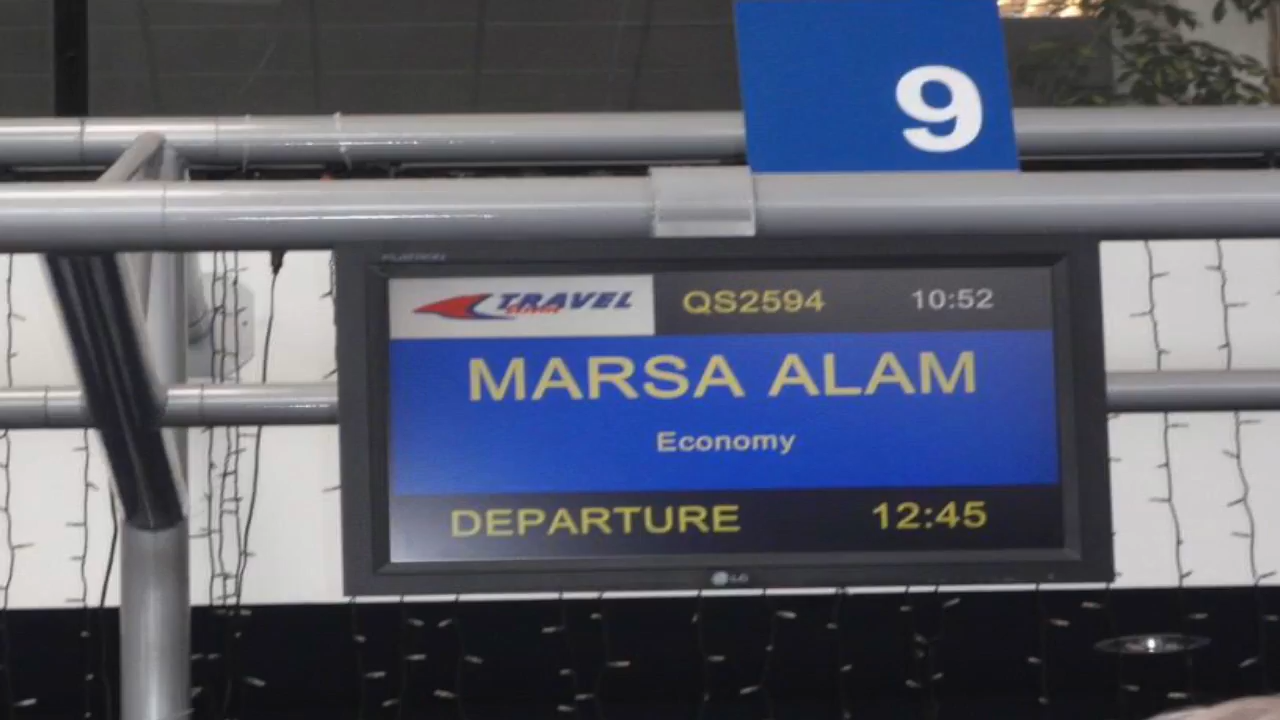 9
TRAVEL
QS2594
10:52
MARSA ALAM
Economy
DEPARTURE
12:45
LG